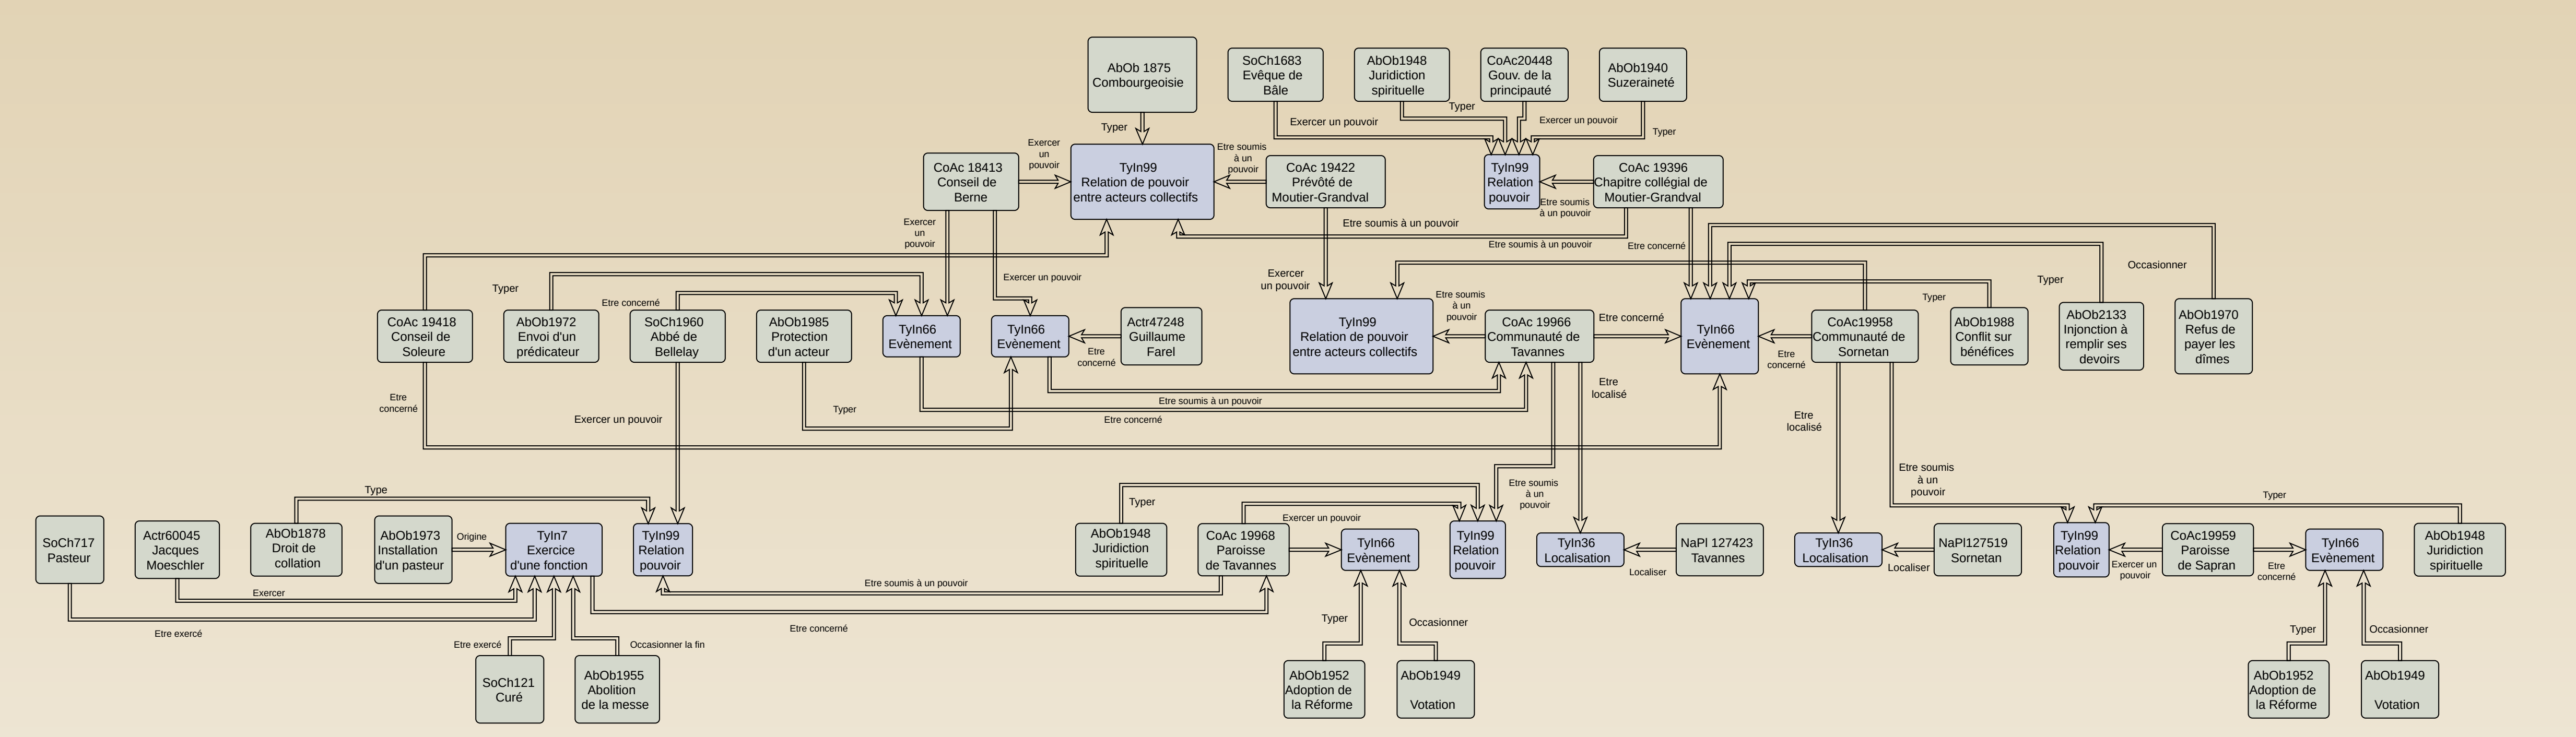 AbOb 1875
Combourgeoisie
SoCh1683
Evêque de
Bâle
AbOb1948
Juridiction
spirituelle
CoAc20448
Gouv. de la
principauté
AbOb1940
Suzeraineté
Typer
Typer
Exercer un pouvoir
Exercer un pouvoir
Typer
Exercer
un
pouvoir
Etre soumis
à un
pouvoir
CoAc 18413
Conseil de
Berne
TyIn99
Relation de pouvoir
entre acteurs collectifs
CoAc 19422
Prévôté de
Moutier-Grandval
TyIn99
Relation
pouvoir
CoAc 19396
Chapitre collégial de
Moutier-Grandval
Etre soumis
à un pouvoir
Exercer
un
pouvoir
Etre soumis à un pouvoir
Etre soumis à un pouvoir
Etre concerné
Exercer un pouvoir
Exercer
un pouvoir
Occasionner
Typer
Typer
Etre concerné
Typer
Etre soumis
à un
pouvoir
Etre concerné
CoAc 19418
Conseil de
Soleure
AbOb1972
Envoi d'un
prédicateur
SoCh1960
Abbé de
Bellelay
AbOb1985
Protection
d'un acteur
TyIn66
Evènement
TyIn66
Evènement
Actr47248
Guillaume
Farel
Etre
concerné
TyIn99
Relation de pouvoir
entre acteurs collectifs
CoAc 19966
Communauté de
Tavannes
TyIn66
Evènement
Etre
concerné
CoAc19958
Communauté de
Sornetan
AbOb1988
Conflit sur
bénéfices
AbOb2133
Injonction à
remplir ses
devoirs
AbOb1970
Refus de
payer les
dîmes
Etre
concerné
Exercer un pouvoir
Typer
Etre soumis à un pouvoir
Etre concerné
Etre
localisé
Etre
localisé
Type
Typer
Exercer un pouvoir
Etre soumis
à un
pouvoir
Etre soumis
à un
pouvoir
Typer
SoCh717
Pasteur
Actr60045
Jacques
Moeschler
AbOb1878
Droit de
collation
AbOb1973
Installation
d'un pasteur
Origine
TyIn7
Exercice
d'une fonction
TyIn99
Relation
pouvoir
AbOb1948
Juridiction
spirituelle
CoAc 19968
Paroisse
de Tavannes
TyIn66
Evènement
TyIn99
Relation
pouvoir
TyIn36
Localisation
Localiser
NaPl 127423
Tavannes
TyIn36
Localisation
Localiser
NaPl127519
Sornetan
TyIn99
Relation
pouvoir
Exercer un
pouvoir
CoAc19959
Paroisse
de Sapran
Etre
concerné
TyIn66
Evènement
AbOb1948
Juridiction
spirituelle
Exercer
Etre exercé
Etre soumis à un pouvoir
Etre concerné
Etre exercé
Occasionner la fin
Typer
Occasionner
Typer
Occasionner
SoCh121
Curé
AbOb1955
Abolition
de la messe
AbOb1952
Adoption de
la Réforme
AbOb1949
Votation
AbOb1952
Adoption de
la Réforme
AbOb1949
Votation